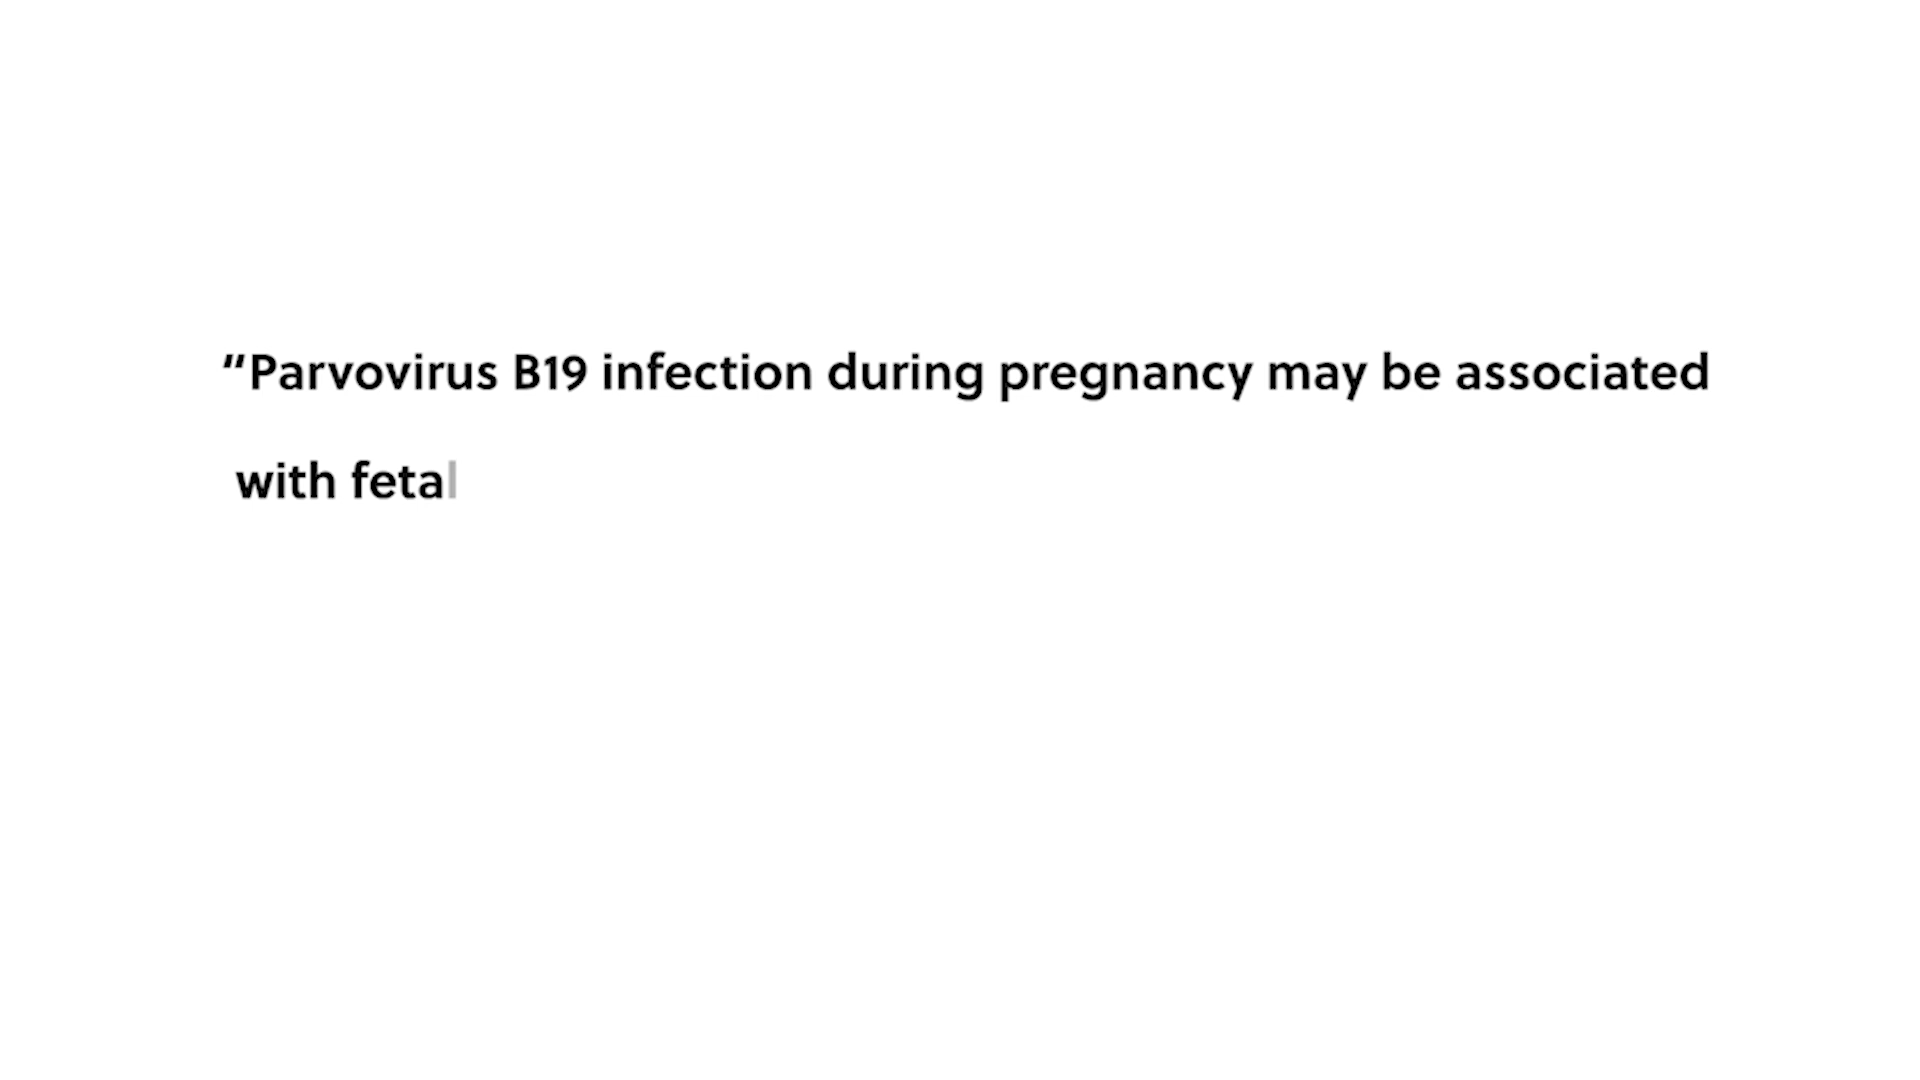 “Parvovirus B19 infection during pregnancy may be associated
with fetal